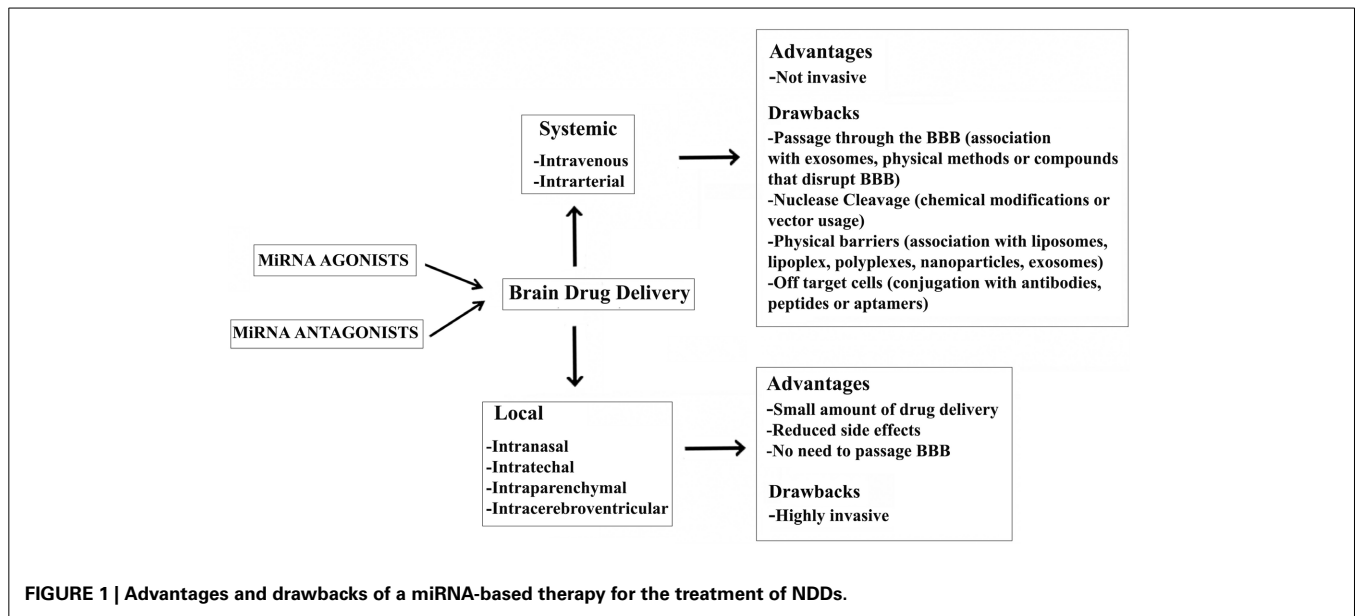 MiRNA AGONISTS
MiRNA ANTAGONISTS
Brain Drug Delivery
Systemic
-Intravenous
-Intrarterial
Advantages
-Not invasive
Drawbacks
-Passage through the BBB (association
with exosomes, physical methods or compounds
that disrupt BBB)
-Nuclease Cleavage (chemical modifications or
vector usage)
-Physical barriers (association with liposomes,
lipoplex, polyplexes, nanoparticles, exosomes)
-Off target cells (conjugation with antibodies,
peptides or aptamers)
Local
-Intranasal
-Intratechal
-Intraparenchymal
-Intracerebroventricular
Advantages
-Small amount of drug delivery
-Reduced side effects
-No need to passage BBB
Drawbacks
-Highly invasive
FIGURE 1 | Advantages and drawbacks of a miRNA-based therapy for the treatment of NDDs.